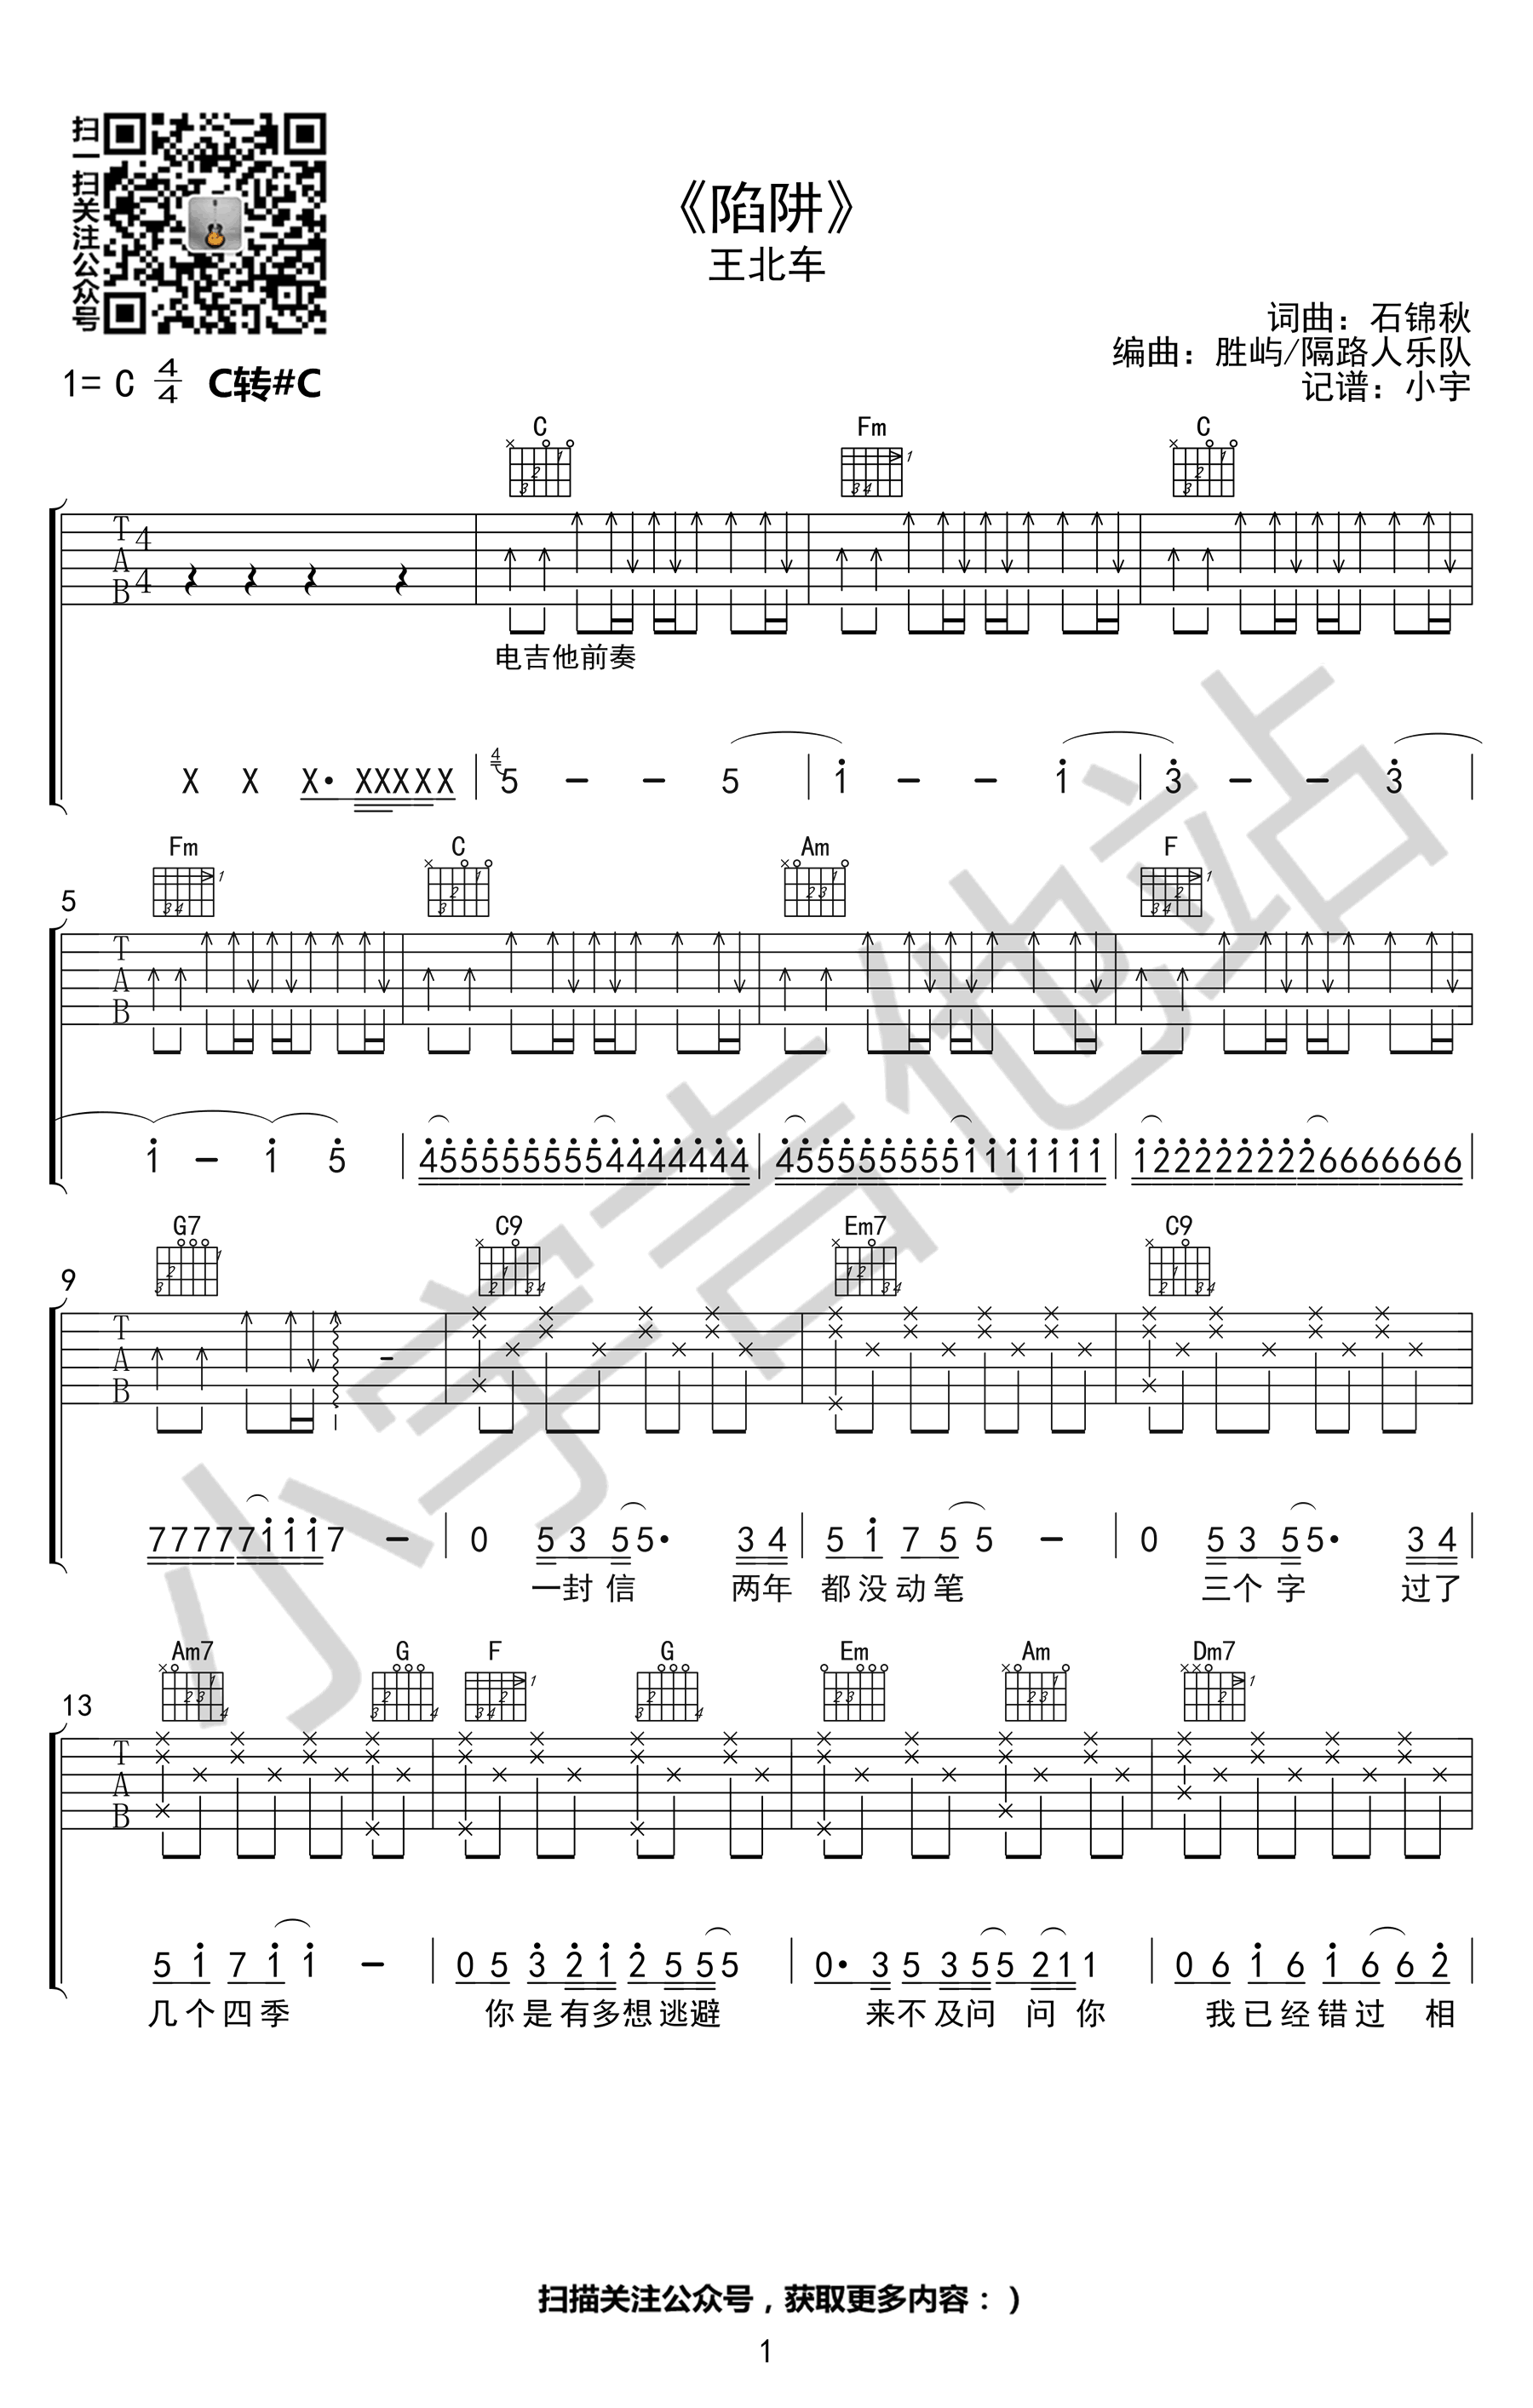 扫一扫关注公众号
《陷阱》
王北车
词曲：石锦秋
编曲：胜屿/隔路人乐队
记谱：小宇
1= C 4/4 C转#C
C Fm C
T A B 4 4
电吉他前奏
X X X· XXXXX | 4 5 - - 5 | 1 - - 1 | 3 - - 3 |
Fm C Am F
5
T A B
1 - 1 5 | 4555555554444444 | 4555555551111111 | 1222222226666666
G7 C9 Em7 C9
9
T A B
777771117 - | 0 5 3 5 5· 3 4 | 5 1 7 5 5 - | 0 5 3 5 5· 3 4 |
一封信 两年 都没动笔 三个字 过了
Am7 G F G Em Am Dm7
13
T A B
5 1 7 1 1 - | 0 5 3 2 1 2 5 5 5 | 0· 3 5 3 5 5 2 1 1 | 0 6 1 6 1 6 6 2 |
几个四季 你是有多想逃避 来不及问 问你 我已经错过 相
小宇吉他站
扫描关注公众号，获取更多内容：）
1